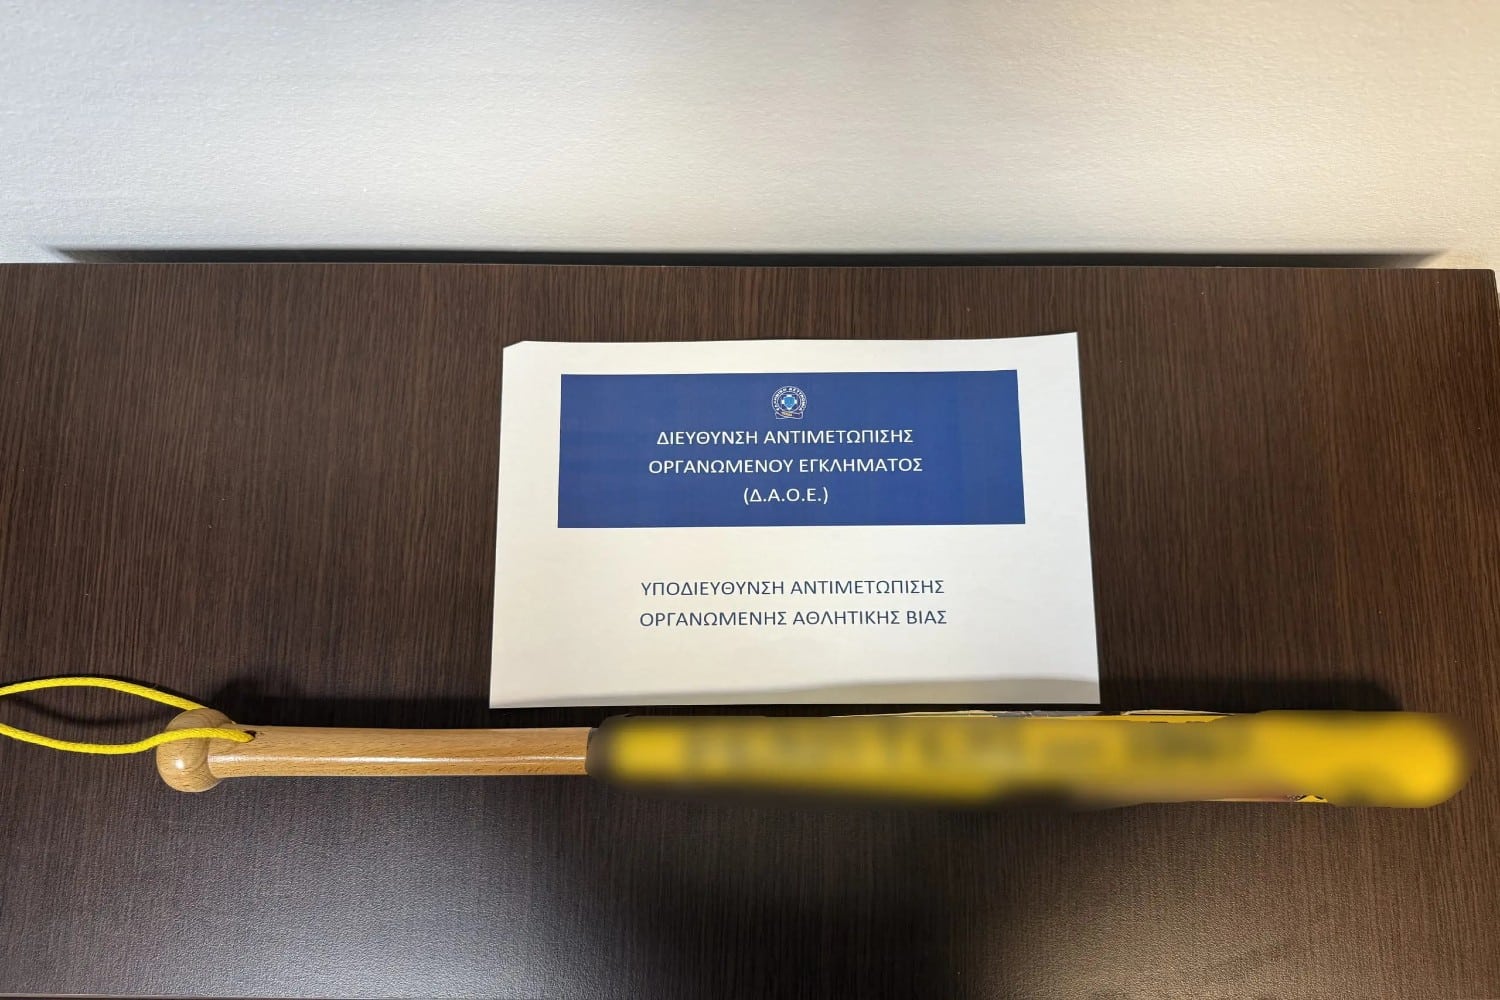 ΔΙΕΥΘΥΝΣΗ ΑΝΤΙΜΕΤΩΠΙΣΗΣ
ΟΡΓΑΝΩΜΕΝΟΥ ΕΓΚΛΗΜΑΤΟΣ
(Δ.Α.Ο.Ε.)
ΥΠΟΔΙΕΥΘΥΝΣΗ ΑΝΤΙΜΕΤΩΠΙΣΗΣ
ΟΡΓΑΝΩΜΕΝΗΣ ΑΘΛΗΤΙΚΗΣ ΒΙΑΣ